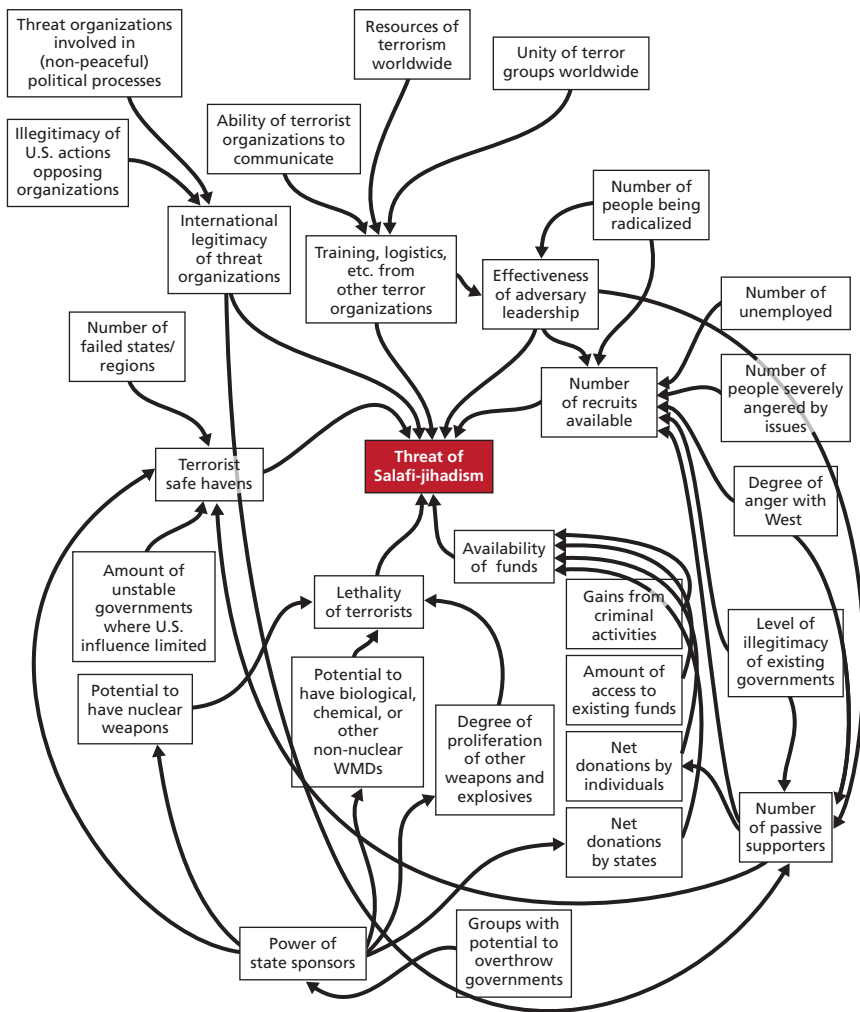 Threat organizations
involved in
(non-peaceful)
political processes
Resources of
terrorism
worldwide
Unity of terror
groups worldwide
Ability of terrorist
organizations to
communicate
Illegitimacy of
U.S. actions
opposing
organizations
Number of
people being
radicalized
International
legitimacy
of threat
organizations
Training, logistics,
etc. from
other terror
organizations
Effectiveness
of adversary
leadership
Number of
unemployed
Number of
failed states/
regions
Number
of recruits
available
Number of
people severely
angered by
issues
Threat of
Salafi-jihadism
Terrorist
safe havens
Degree of
anger with
West
Availability
of funds
Amount of
unstable
governments
where U.S.
influence limited
Lethality
of terrorists
Gains from
criminal
activities
Level of
illegitimacy
of existing
governments
Potential to
have nuclear
weapons
Potential to
have biological,
chemical, or
other
non-nuclear
WMDs
Amount of
access to
existing funds
Degree of
proliferation
of other
weapons and
explosives
Net
donations by
individuals
Number
of passive
supporters
Net
donations
by states
Power of
state sponsors
Groups with
potential to
overthrow
governments